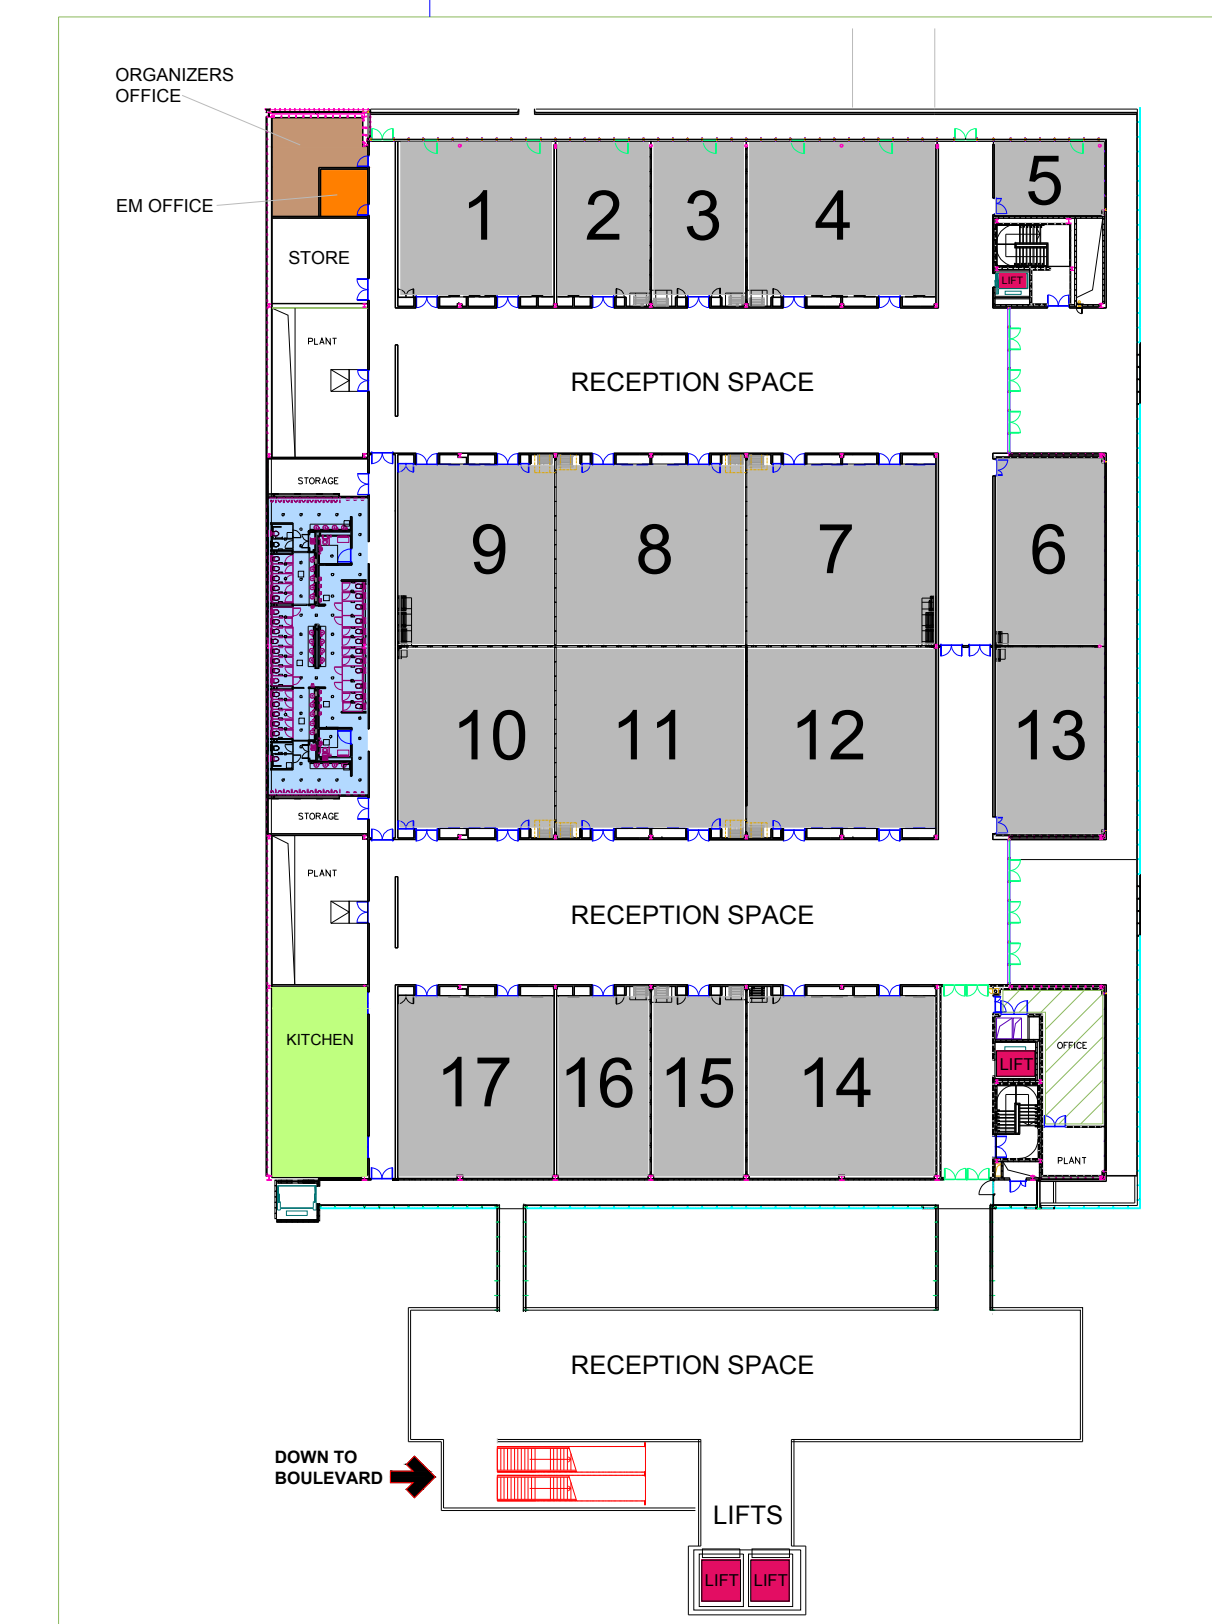 ORGANIZERS
OFFICE
EM OFFICE
STORE
1
2
3
4
5
LIFT
PLANT
RECEPTION SPACE
STORAGE
9
8
7
6
10
11
12
13
STORAGE
PLANT
RECEPTION SPACE
KITCHEN
17
16
15
14
LIFT
OFFICE
PLANT
RECEPTION SPACE
DOWN TO
BOULEVARD
LIFTS
LIFT
LIFT